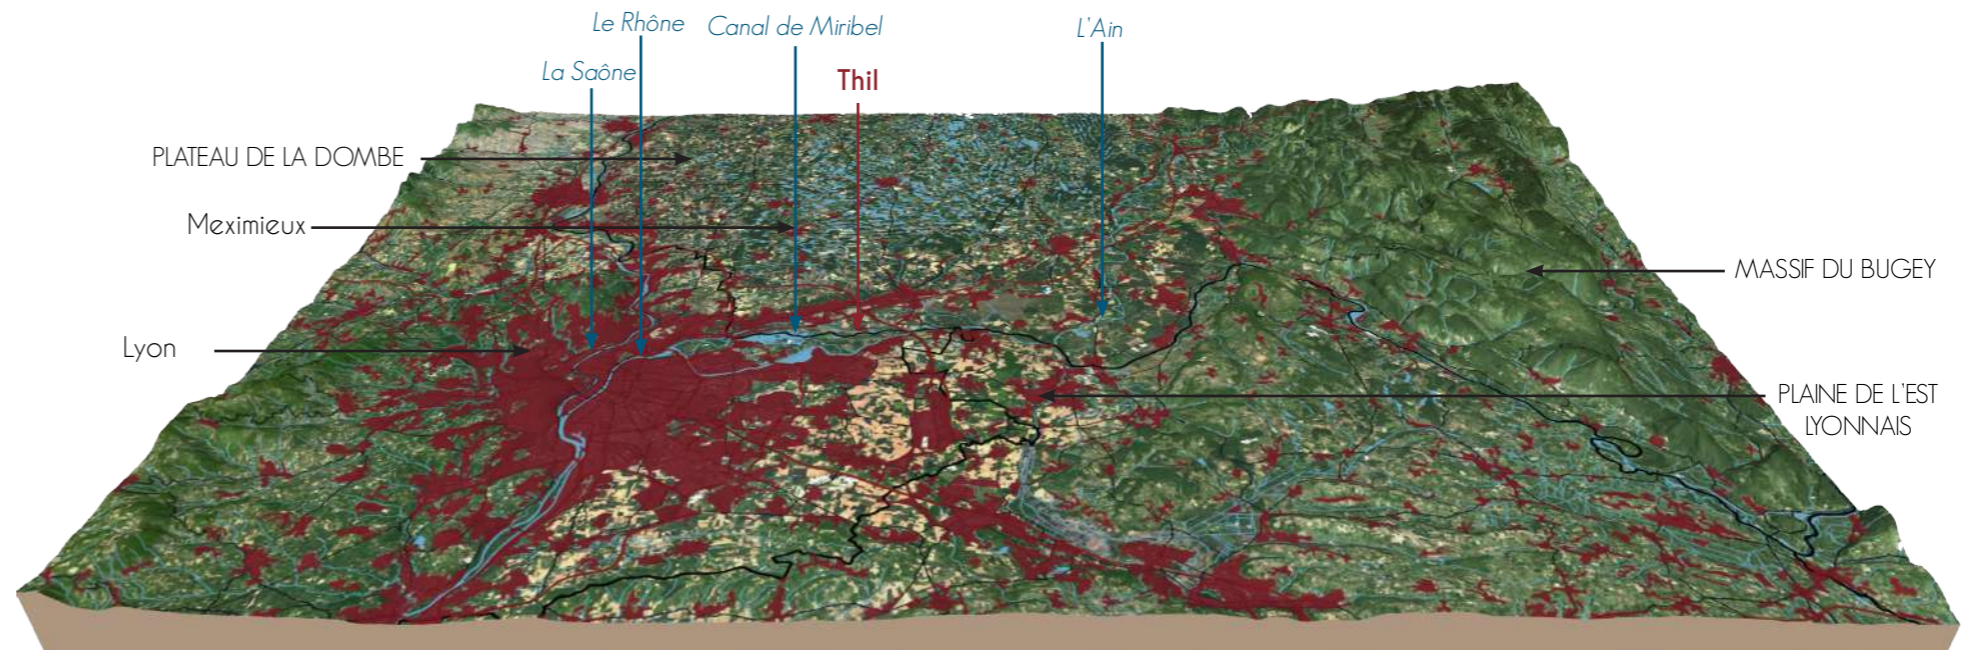 Le Rhône
Canal de Miribel
L'Ain
La Saône
Thil
PLATEAU DE LA DOMBE
Meximieux
MASSIF DU BUGEY
Lyon
PLAINE DE L'EST
LYONNAIS